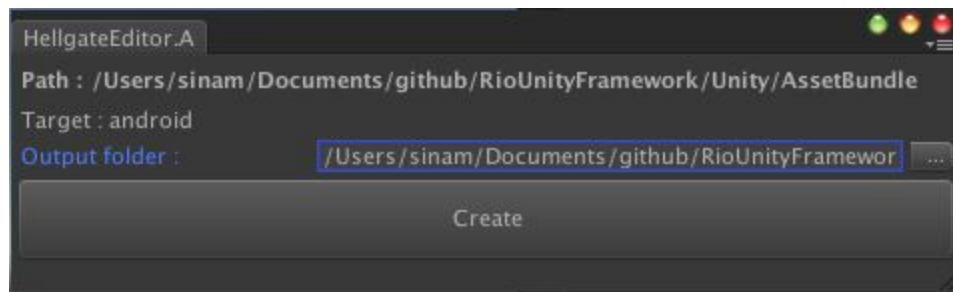 HellgateEditor.A
Path : /Users/sinam/Documents/github/RioUnityFramework/Unity/AssetBundle
Target : android
Output folder : /Users/sinam/Documents/github/RioUnityFramewor ...
Create